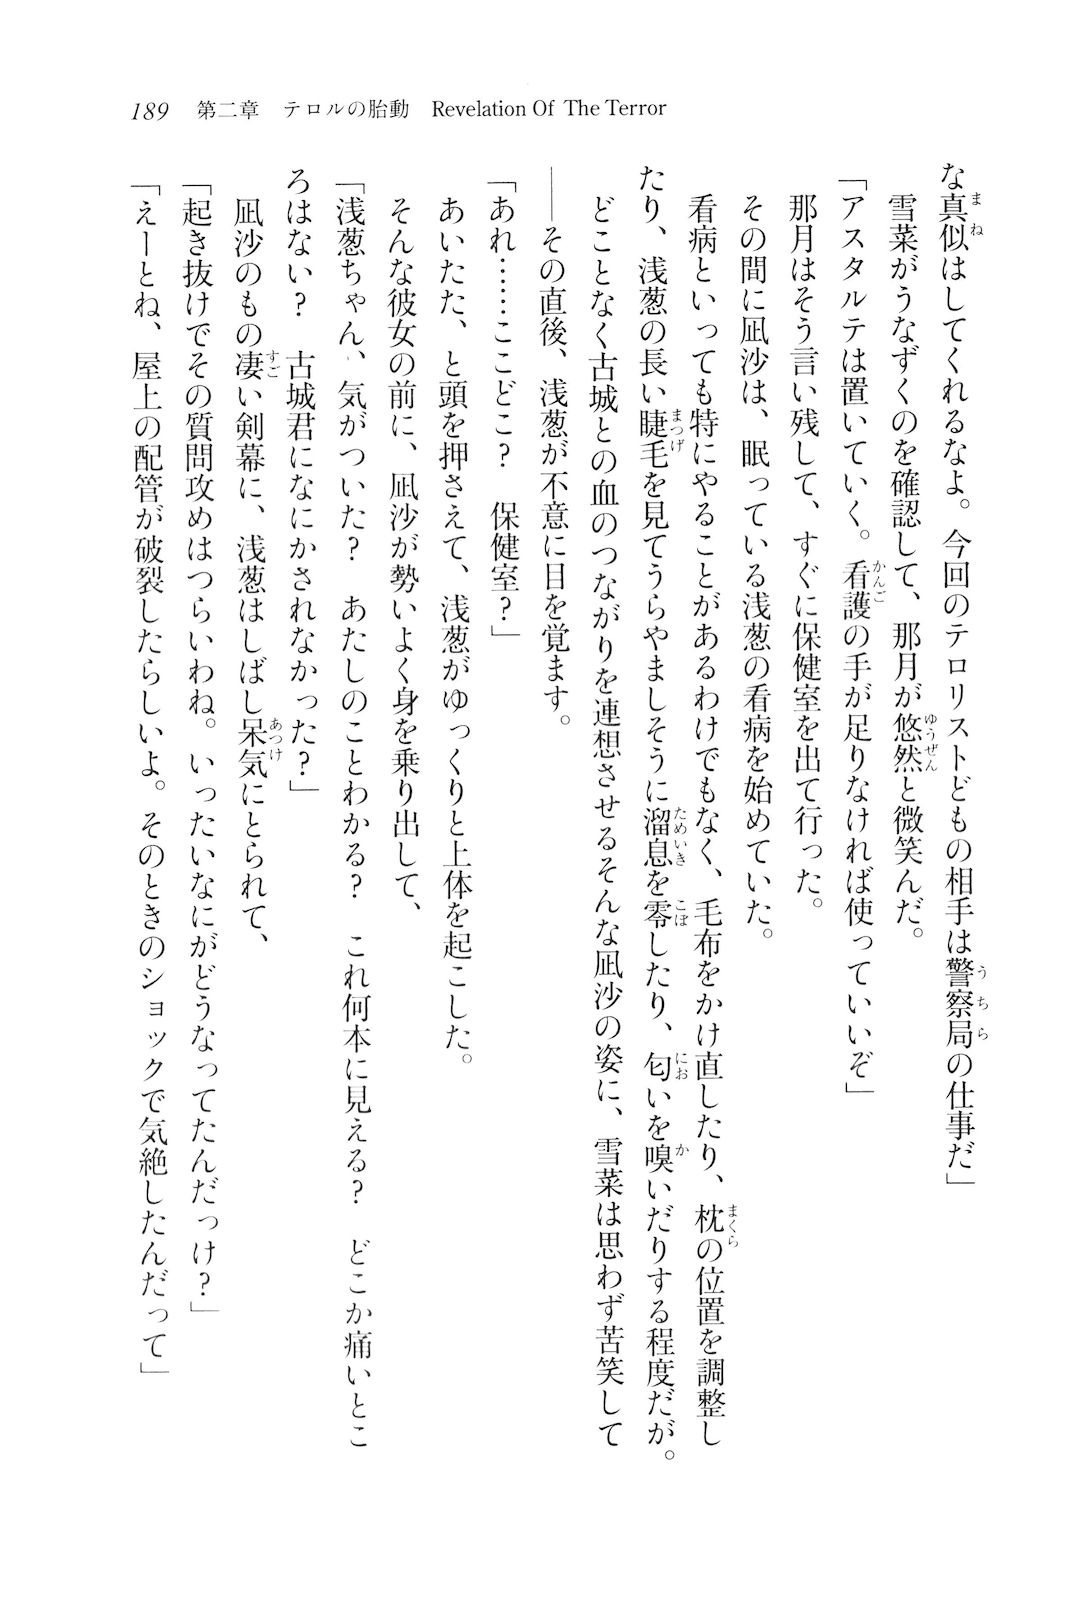 189 第二章 テロルの胎動 Revelation Of The Terror
な真似はしてくれるなよ。今回のテロリストどもの相手は警察局の仕事だ」
雪菜がうなずくのを確認して、那月が悠然と微笑んだ。
「アスタルテは置いていく。看護の手が足りなければ使っていいぞ」
那月はそう言い残して、すぐに保健室を出て行った。
その間に凪沙は、眠っている浅葱の看病を始めていた。
看病といっても特にやることがあるわけでもなく、毛布をかけ直したり、枕の位置を調整し
たり、浅葱の長い睫毛を見てうらやましそうに溜息を零したり、匂いを嗅いだりする程度だが。
どことなく古城との血のつながりを連想させるそんな凪沙の姿に、雪菜は思わず苦笑して
――その直後、浅葱が不意に目を覚ます。
「あれ……ここどこ？　保健室？」
あいたた、と頭を押さえて、浅葱がゆっくりと上体を起こした。
そんな彼女の前に、凪沙が勢いよく身を乗り出して、
「浅葱ちゃん、気がついた？　あたしのことわかる？　これ何本に見える？　どこか痛いとこ
ろはない？　古城君になにかされなかった？」
凪沙のもの凄い剣幕に、浅葱はしばし呆気にとられて、
「起き抜けでその質問攻めはつらいわね。いったいなにがどうなってたんだっけ？」
「えーとね、屋上の配管が破裂したらしいよ。そのときのショックで気絶したんだって」